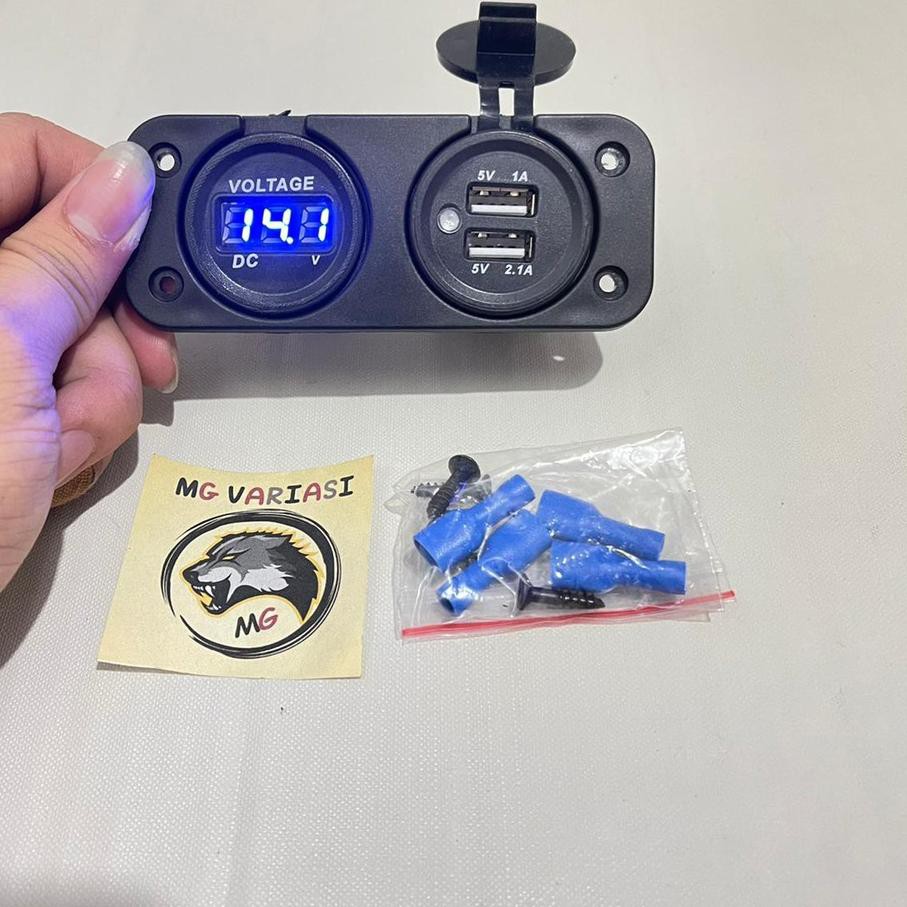 VOLTAGE
14.1
DC V
5V 1A
5V 2.1A
MG VARIASI
MG